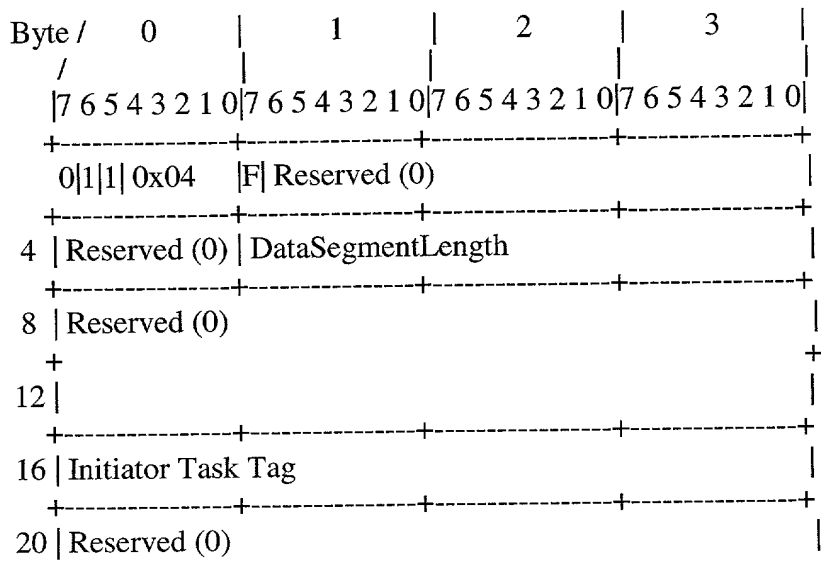 Byte / 0 | 1 | 2 | 3 |
/ | | | |
|7 6 5 4 3 2 1 0|7 6 5 4 3 2 1 0|7 6 5 4 3 2 1 0|7 6 5 4 3 2 1 0|
+---------------+---------------+---------------+---------------+
0|1|1| 0x04 |F| Reserved (0) |
+---------------+---------------+---------------+---------------+
4 | Reserved (0) | DataSegmentLength |
+---------------+---------------+---------------+---------------+
8 | Reserved (0) |
+ +
12 | |
+---------------+---------------+---------------+---------------+
16 | Initiator Task Tag |
+---------------+---------------+---------------+---------------+
20 | Reserved (0) |